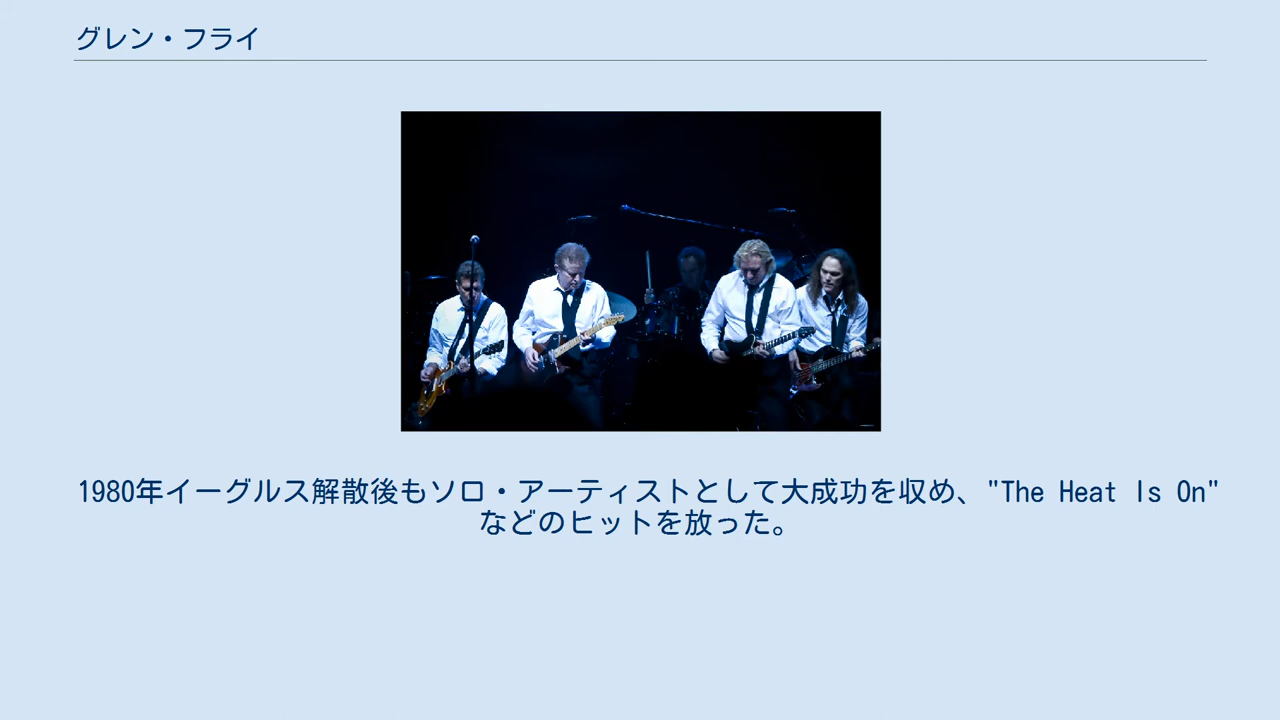 グレン・フライ
1980年イーグルス解散後もソロ・アーティストとして大成功を収め、"The Heat Is On"
などのヒットを放った。